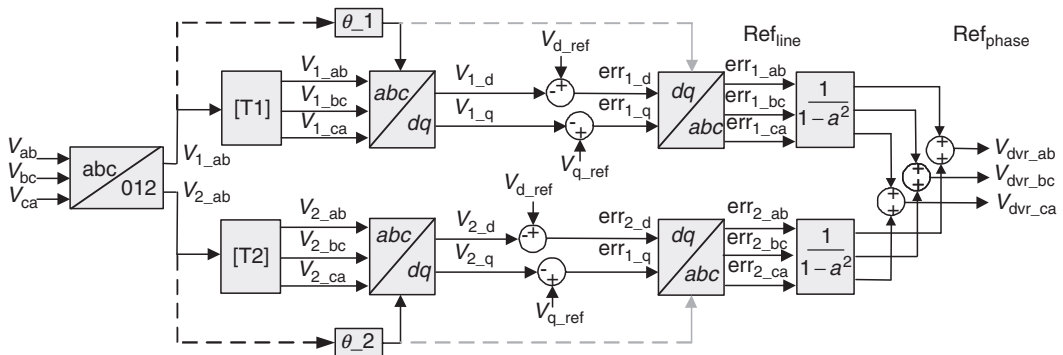 θ_1
V_d_ref
Ref_line
Ref_phase
[T1]
V_1_ab
V_1_bc
V_1_ca
abc
dq
V_1_d
V_1_q
- +
- +
V_q_ref
err_1_d
err_1_q
dq
abc
err_1_ab
err_1_bc
err_1_ca
1
1−a²
V_ab
V_bc
V_ca
abc
012
V_1_ab
V_2_ab
+
+
+
+
+
+
V_dvr_ab
V_dvr_bc
V_dvr_ca
V_d_ref
[T2]
V_2_ab
V_2_bc
V_2_ca
abc
dq
V_2_d
V_2_q
- +
- +
V_q_ref
err_2_d
err_1_q
dq
abc
err_2_ab
err_2_bc
err_2_ca
1
1−a²
θ_2